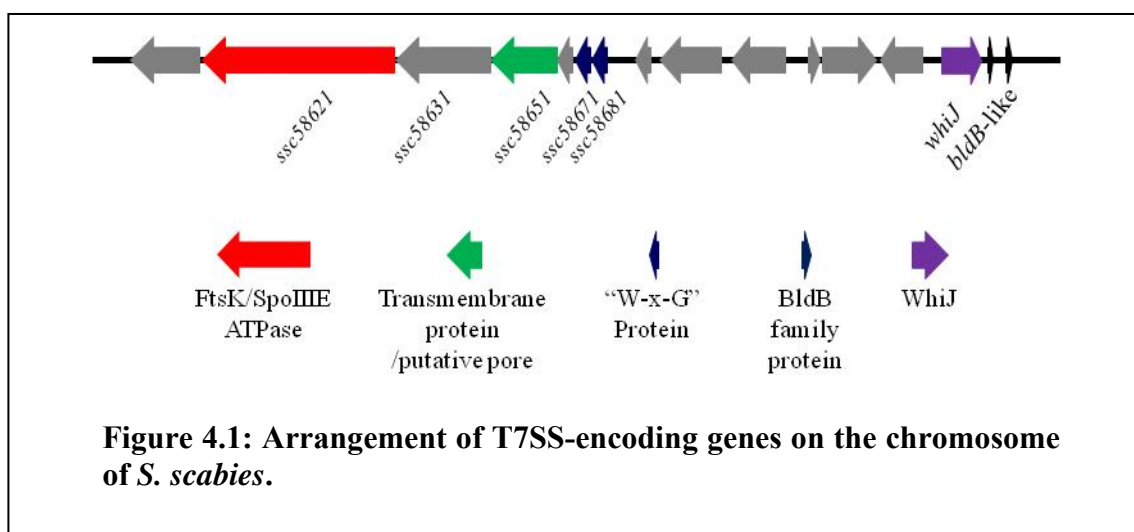 ssc58621
ssc58631
ssc58651
ssc58671
ssc58681
whiJ
bldB-like
FtsK/SpoIIIE
ATPase
Transmembrane
protein
/putative pore
“W-x-G”
Protein
BldB
family
protein
WhiJ
Figure 4.1: Arrangement of T7SS-encoding genes on the chromosome
of S. scabies.